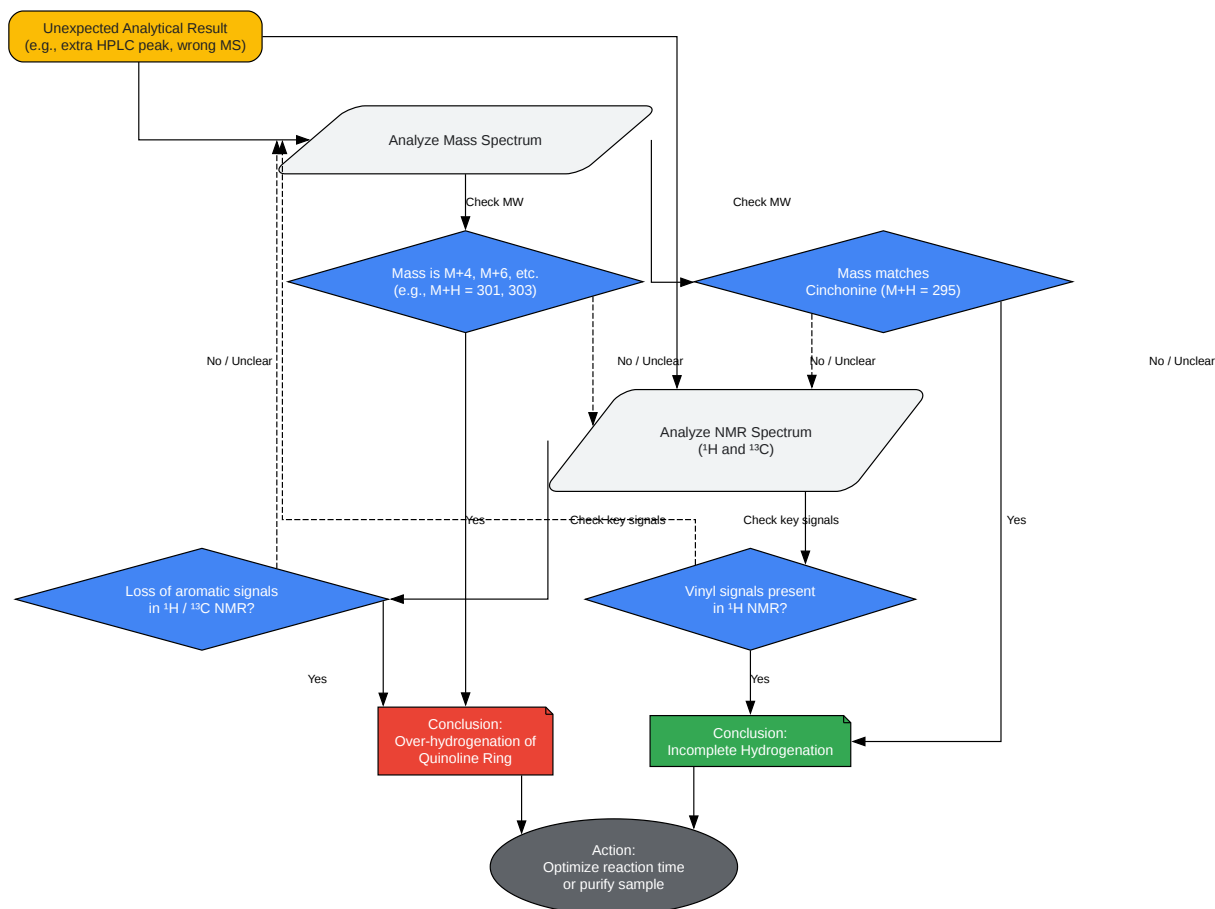 Unexpected Analytical Result
(e.g., extra HPLC peak, wrong MS)
Analyze Mass Spectrum
Check MW
Check MW
Mass is M+4, M+6, etc.
(e.g., M+H = 301, 303)
Mass matches
Cinchonine (M+H = 295)
No / Unclear
No / Unclear
No / Unclear
No / Unclear
Analyze NMR Spectrum
(¹H and ¹³C)
Yes
Check key signals
Check key signals
Yes
Loss of aromatic signals
in ¹H / ¹³C NMR?
Vinyl signals present
in ¹H NMR?
Yes
Yes
Conclusion:
Over-hydrogenation of
Quinoline Ring
Conclusion:
Incomplete Hydrogenation
Action:
Optimize reaction time
or purify sample